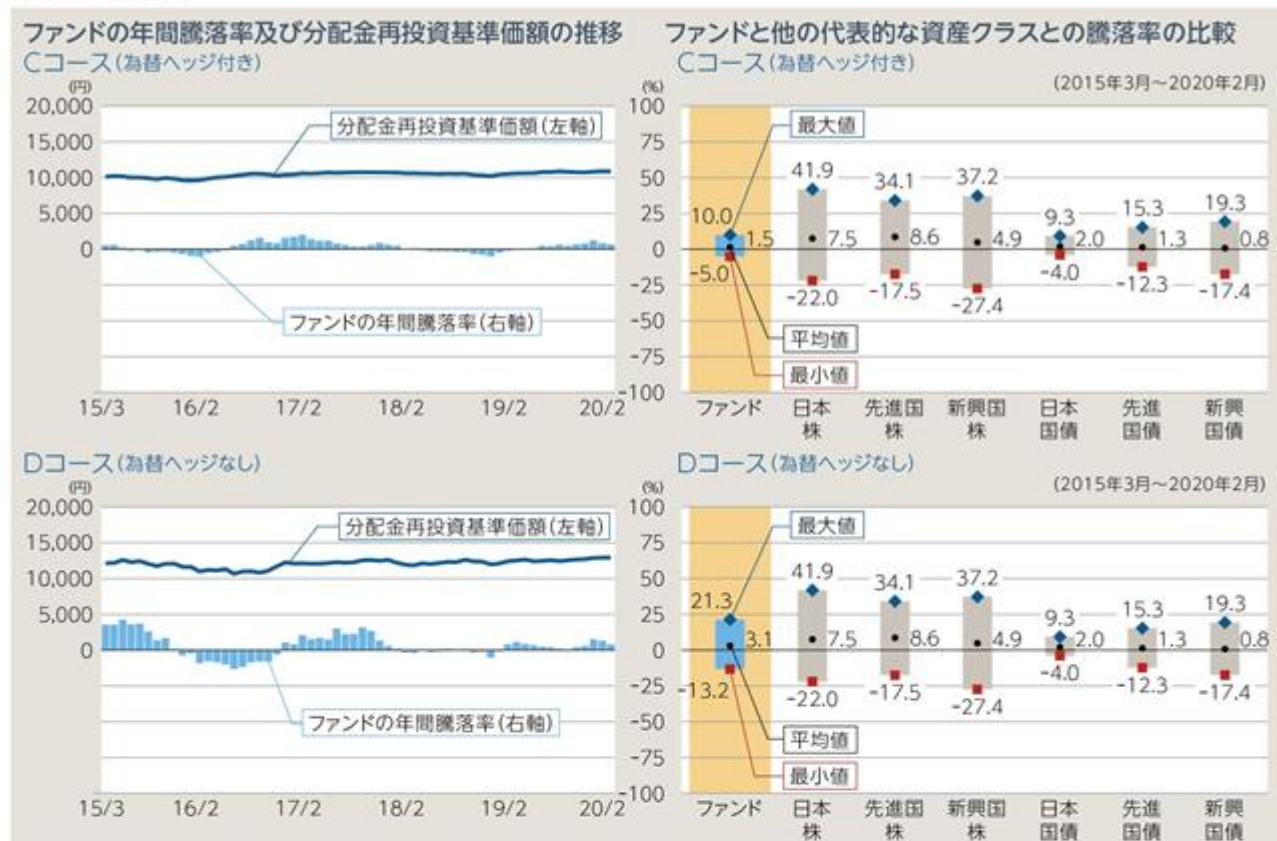 ファンドの年間騰落率及び分配金再投資基準価額の推移
Cコース(為替ヘッジ付き)
(円)
20,000
15,000
10,000
5,000
0
分配金再投資基準価額(左軸)
ファンドの年間騰落率(右軸)
15/3 16/2 17/2 18/2 19/2 20/2
ファンドと他の代表的な資産クラスとの騰落率の比較
Cコース(為替ヘッジ付き)
(2015年3月～2020年2月)
(%)
100
75
50
25
0
-25
-50
-75
-100
最大値
10.0 41.9 34.1 37.2 9.3 15.3 19.3
1.5 7.5 8.6 4.9 2.0 1.3 0.8
-5.0 -22.0 -17.5 -27.4 -4.0 -12.3 -17.4
平均値
最小値
ファンド 日本株 先進国株 新興国株 日本国債 先進国債 新興国債
Dコース(為替ヘッジなし)
(円)
20,000
15,000
10,000
5,000
0
分配金再投資基準価額(左軸)
ファンドの年間騰落率(右軸)
15/3 16/2 17/2 18/2 19/2 20/2
Dコース(為替ヘッジなし)
(2015年3月～2020年2月)
(%)
100
75
50
25
0
-25
-50
-75
-100
最大値
21.3 41.9 34.1 37.2 9.3 15.3 19.3
3.1 7.5 8.6 4.9 2.0 1.3 0.8
-13.2 -22.0 -17.5 -27.4 -4.0 -12.3 -17.4
平均値
最小値
ファンド 日本株 先進国株 新興国株 日本国債 先進国債 新興国債